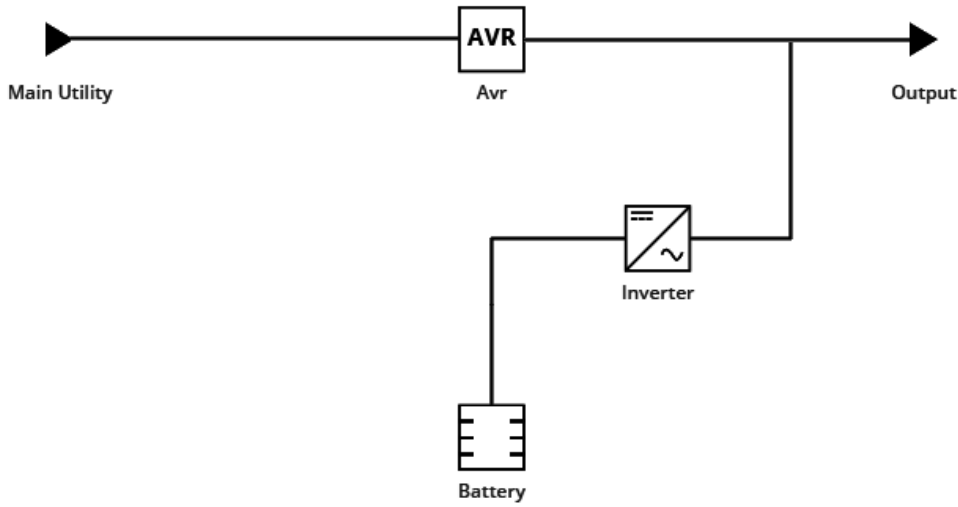 AVR
Main Utility
Avr
Output
Inverter
Battery